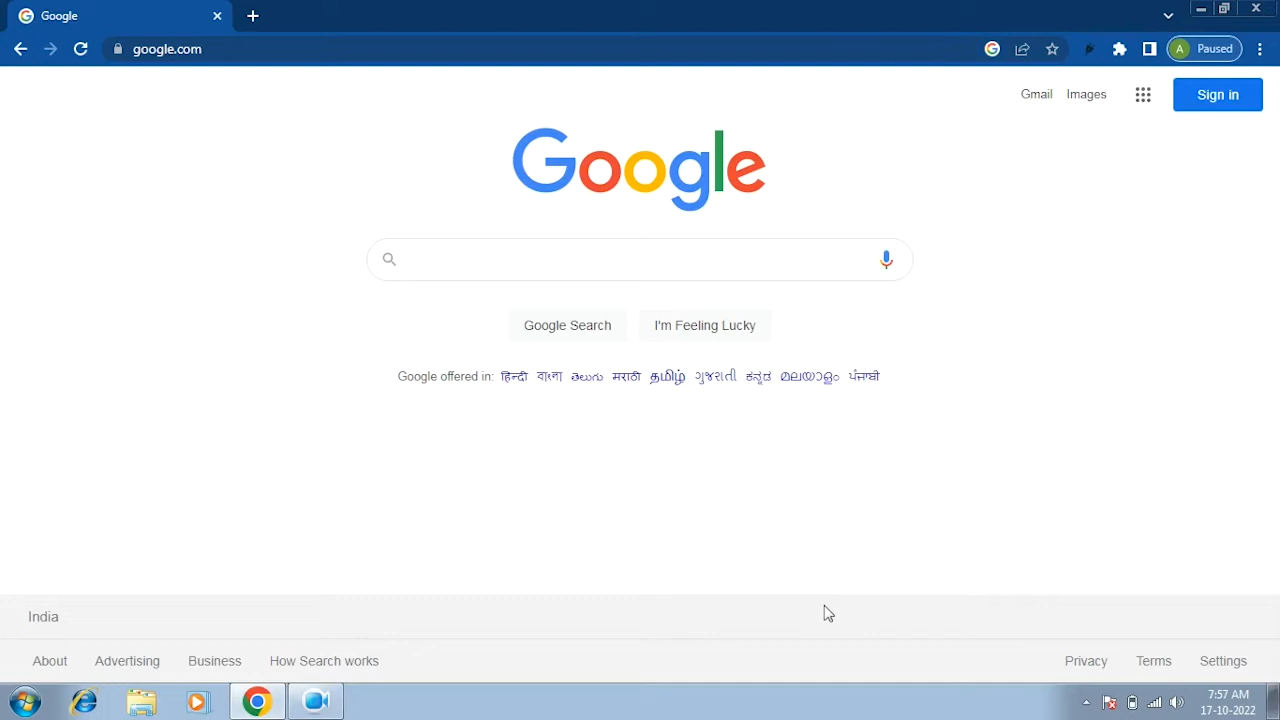 Google
google.com
A Paused
Gmail Images Sign in
Google
Google Search I'm Feeling Lucky
Google offered in: हिन्दी বাংলা తెలుగు मराठी தமிழ் ગુજરાતી ಕನ್ನಡ മലയാളം ਪੰਜਾਬੀ
India
About Advertising Business How Search works Privacy Terms Settings
7:57 AM
17-10-2022